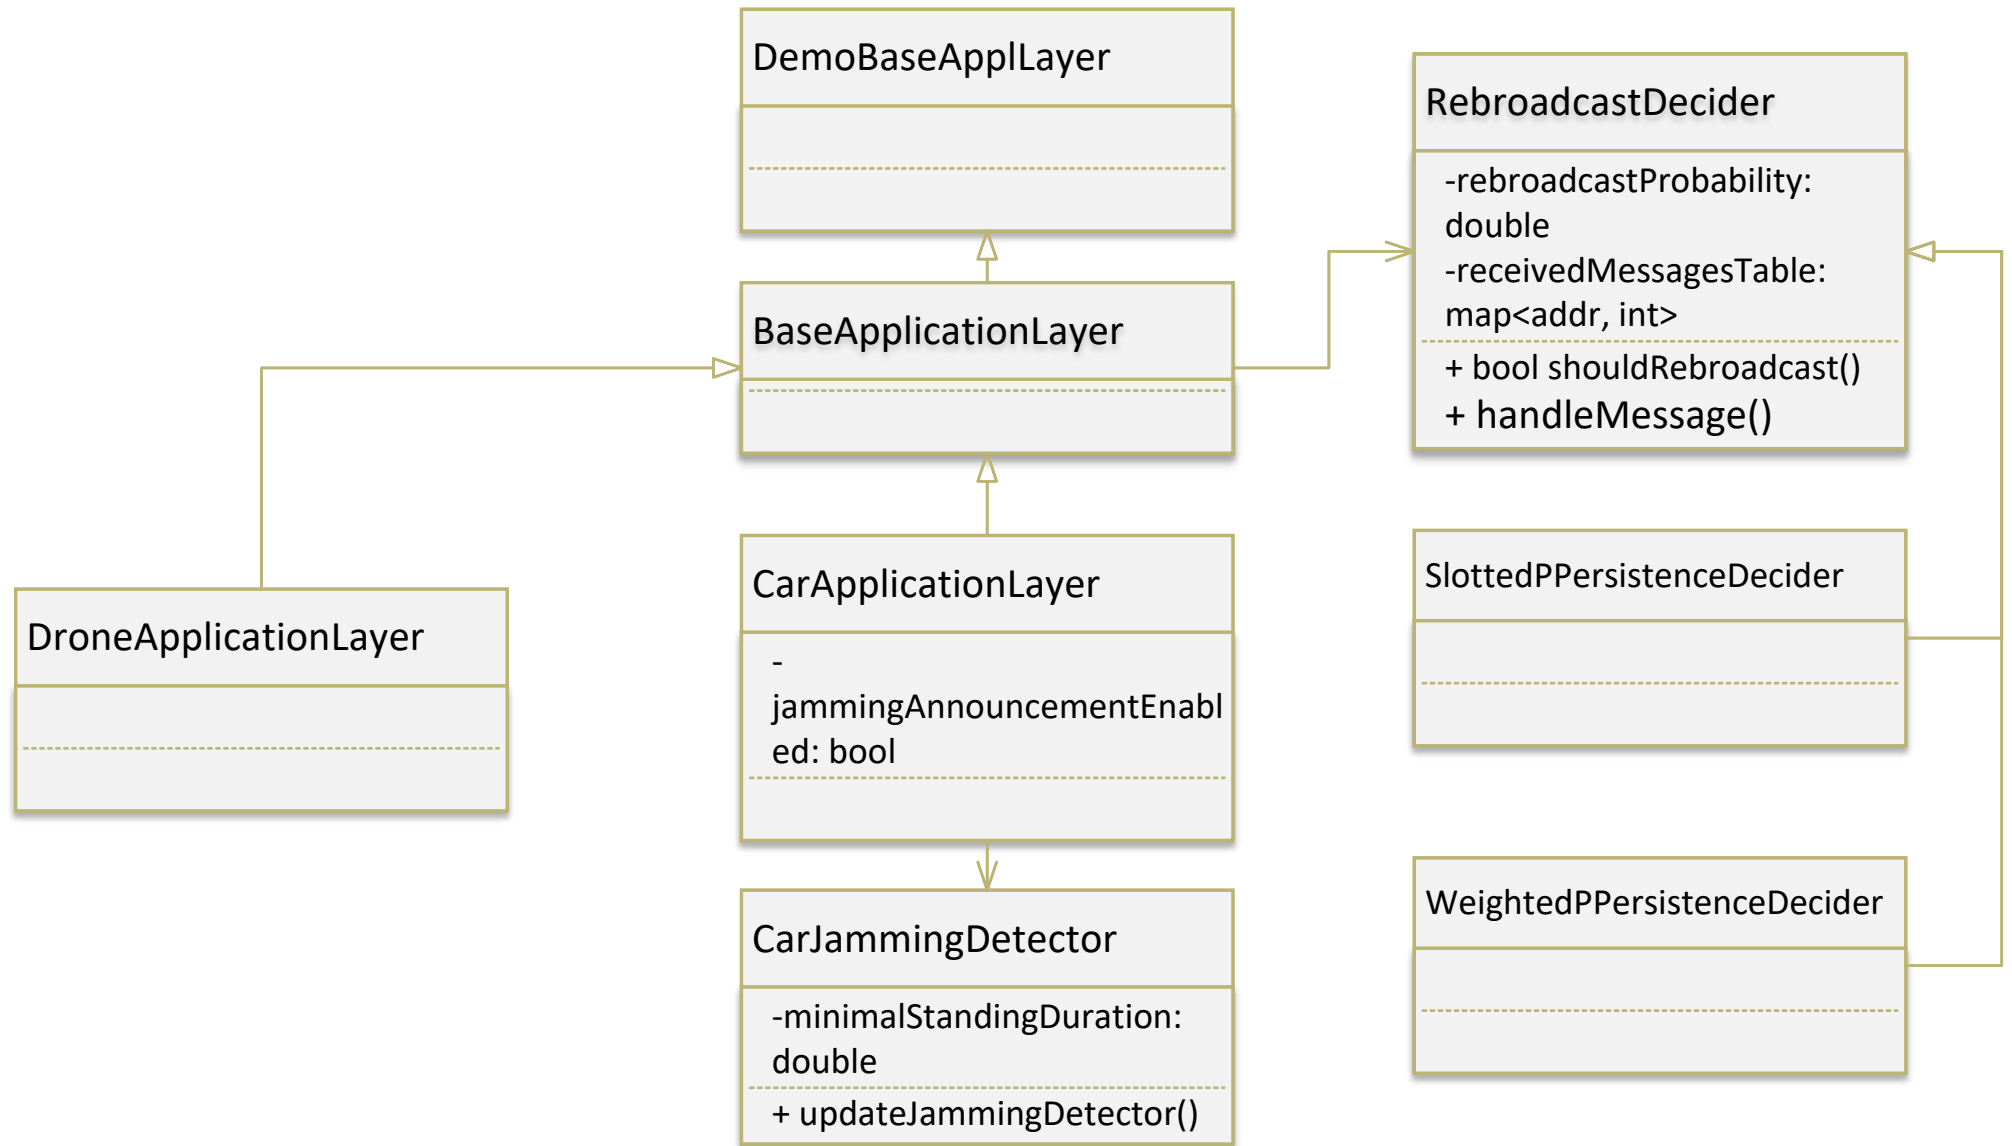 DemoBaseApplLayer
RebroadcastDecider
-rebroadcastProbability:
double
-receivedMessagesTable:
map<addr, int>
+ bool shouldRebroadcast()
+ handleMessage()
BaseApplicationLayer
DroneApplicationLayer
CarApplicationLayer
-
jammingAnnouncementEnabl
ed: bool
SlottedPPersistenceDecider
CarJammingDetector
-minimalStandingDuration:
double
+ updateJammingDetector()
WeightedPPersistenceDecider